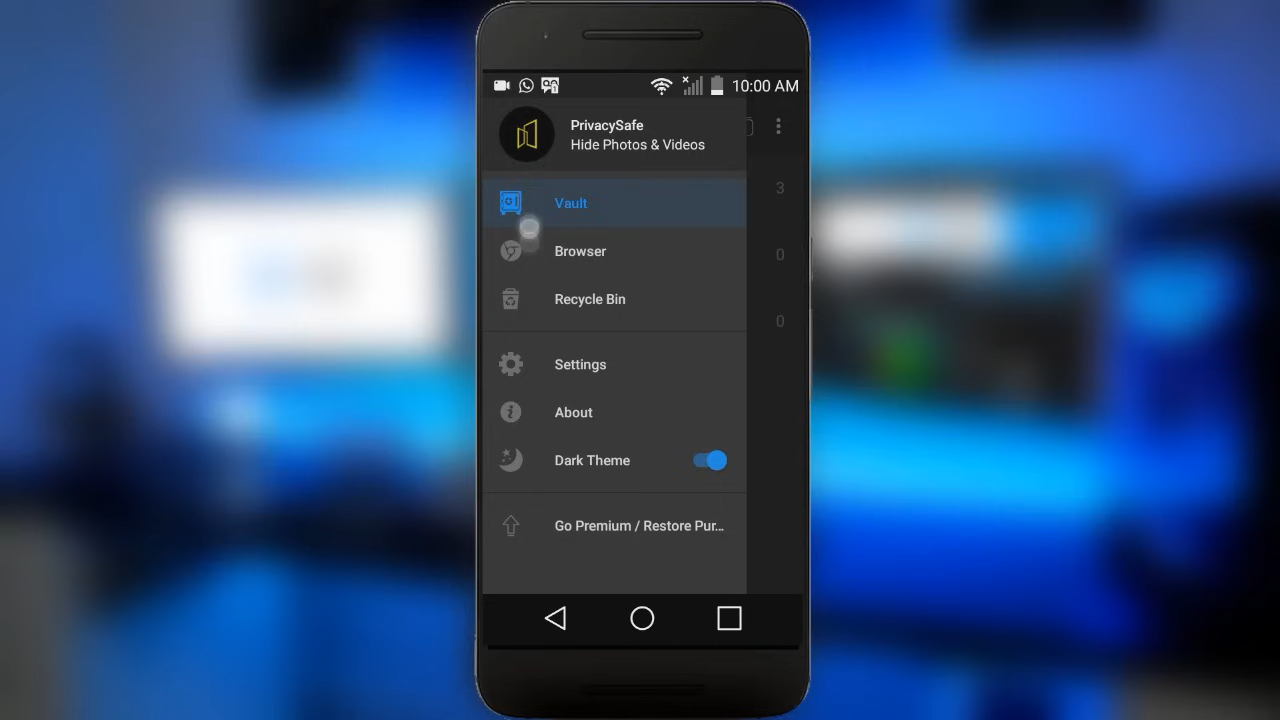 10:00 AM
PrivacySafe
Hide Photos & Videos
Vault
3
Browser
0
Recycle Bin
0
Settings
About
Dark Theme
Go Premium / Restore Pur...